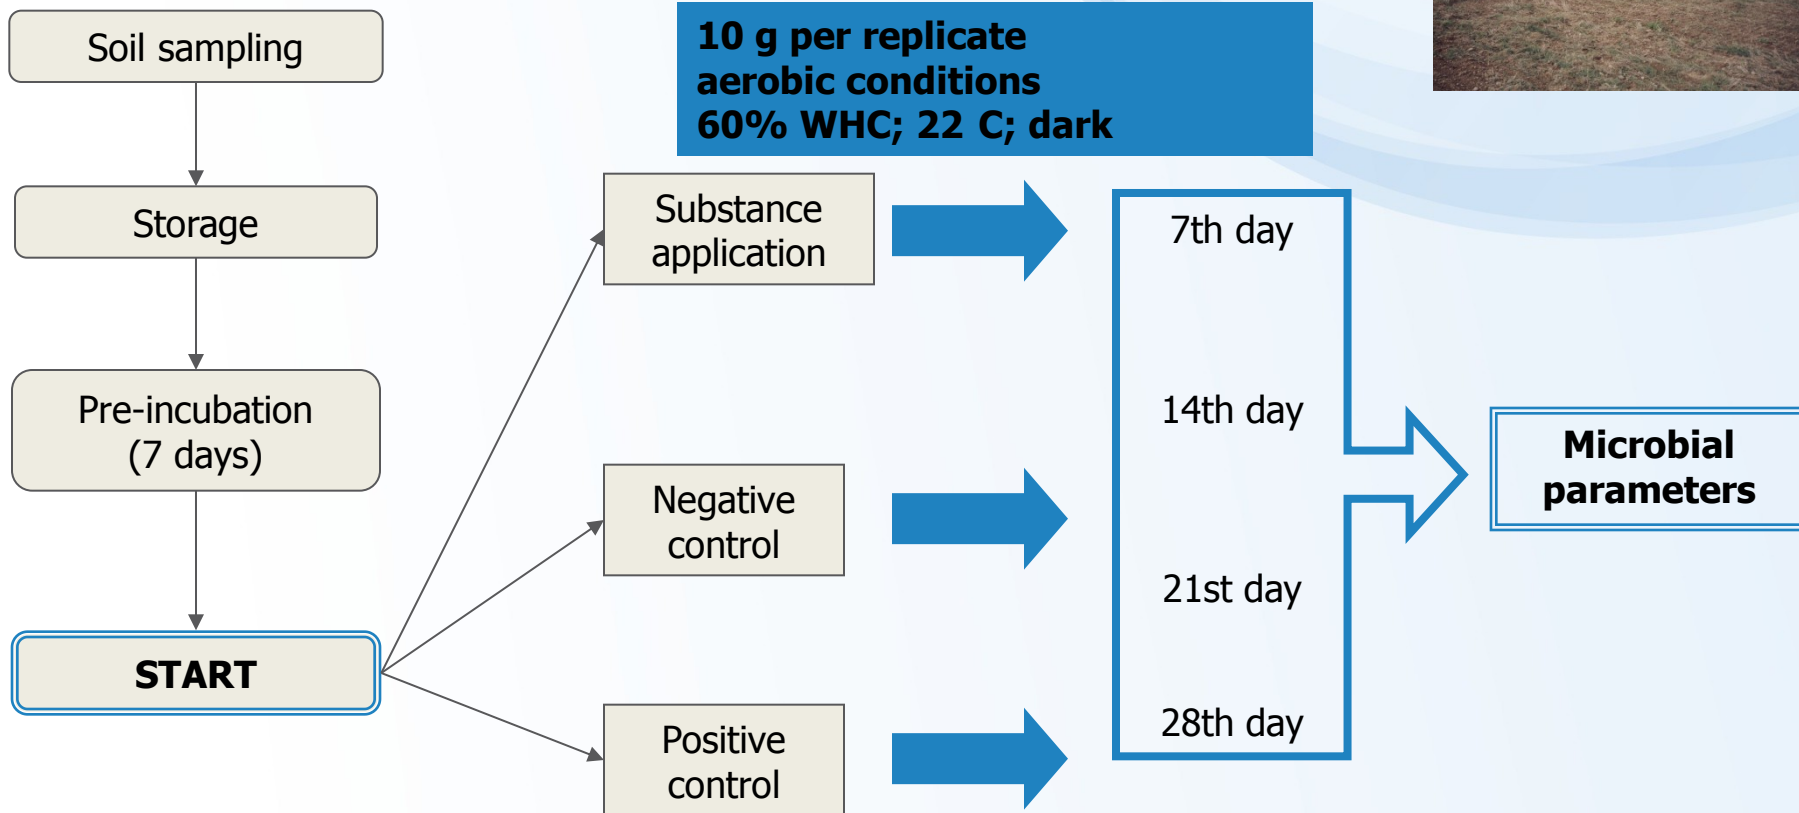 Soil sampling
Storage
Pre-incubation
(7 days)
START
10 g per replicate
aerobic conditions
60% WHC; 22 C; dark
Substance
application
Negative
control
Positive
control
7th day
14th day
21st day
28th day
Microbial
parameters